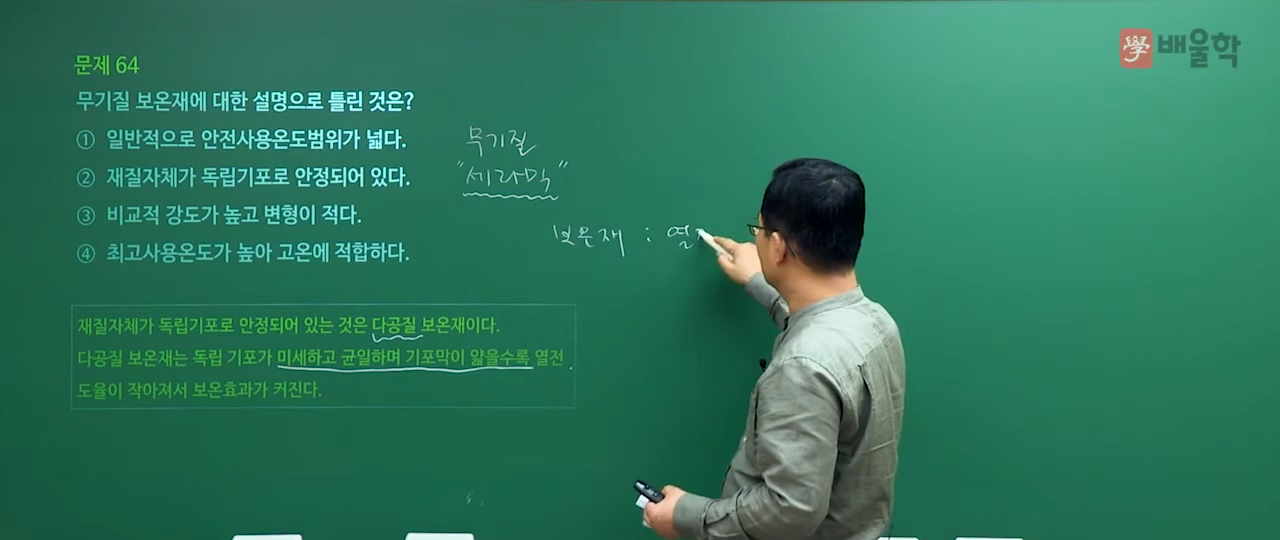 學 배울학
문제 64
무기질 보온재에 대한 설명으로 틀린 것은?
① 일반적으로 안전사용온도범위가 넓다.
② 재질자체가 독립기포로 안정되어 있다.
③ 비교적 강도가 높고 변형이 적다.
④ 최고사용온도가 높아 고온에 적합하다.
무기질
"세라믹"
보온재 : 열
재질자체가 독립기포로 안정되어 있는 것은 다공질 보온재이다.
다공질 보온재는 독립 기포가 미세하고 균일하며 기포막이 얇을수록 열전
도율이 작아져서 보온효과가 커진다.